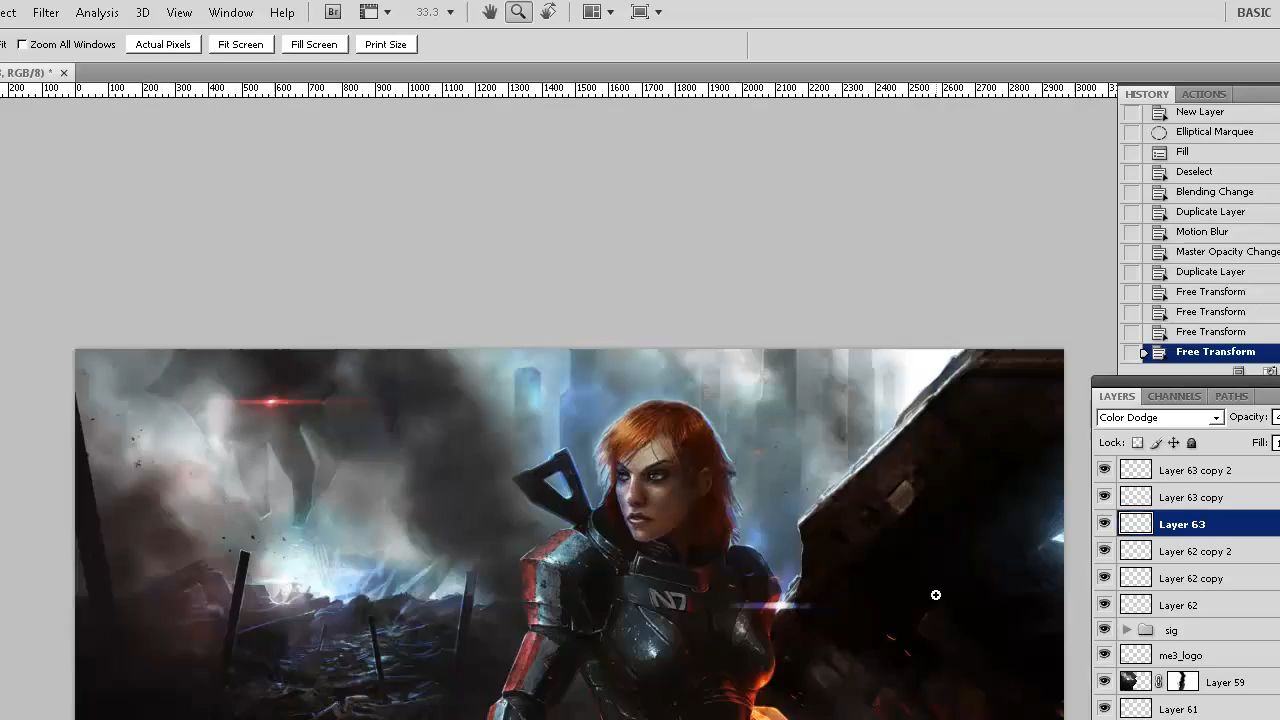 ect Filter Analysis 3D View Window Help Br 33.3 BASIC
it Zoom All Windows Actual Pixels Fit Screen Fill Screen Print Size
, RGB/8) * ×
200 100 0 100 200 300 400 500 600 700 800 900 1000 1100 1200 1300 1400 1500 1600 1700 1800 1900 2000 2100 2200 2300 2400 2500 2600 2700 2800 2900 3000
HISTORY ACTIONS
New Layer
Elliptical Marquee
Fill
Deselect
Blending Change
Duplicate Layer
Motion Blur
Master Opacity Change
Duplicate Layer
Free Transform
Free Transform
Free Transform
Free Transform
LAYERS CHANNELS PATHS
Color Dodge Opacity:
Lock: Fill: 1
Layer 63 copy 2
Layer 63 copy
Layer 63
Layer 62 copy 2
Layer 62 copy
Layer 62
sig
me3_logo
Layer 59
Layer 61
N7